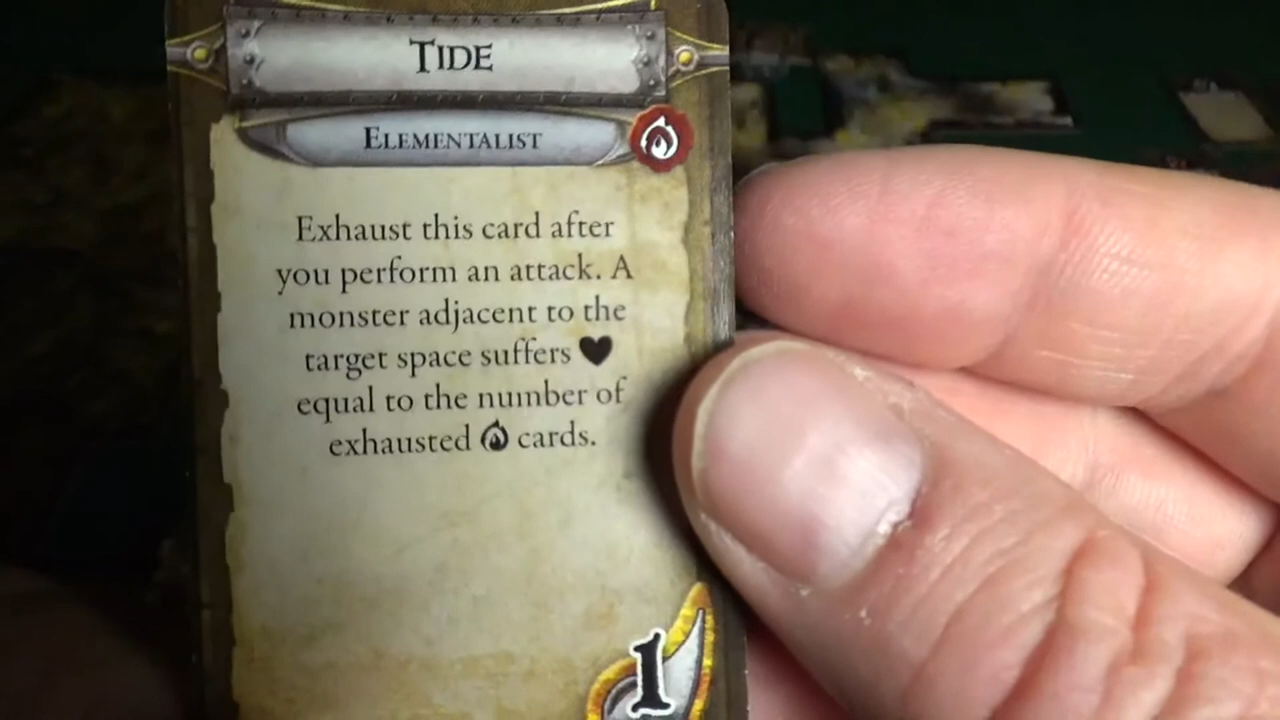 TIDE
ELEMENTALIST
Exhaust this card after
you perform an attack. A
monster adjacent to the
target space suffers
equal to the number of
exhausted cards.
1